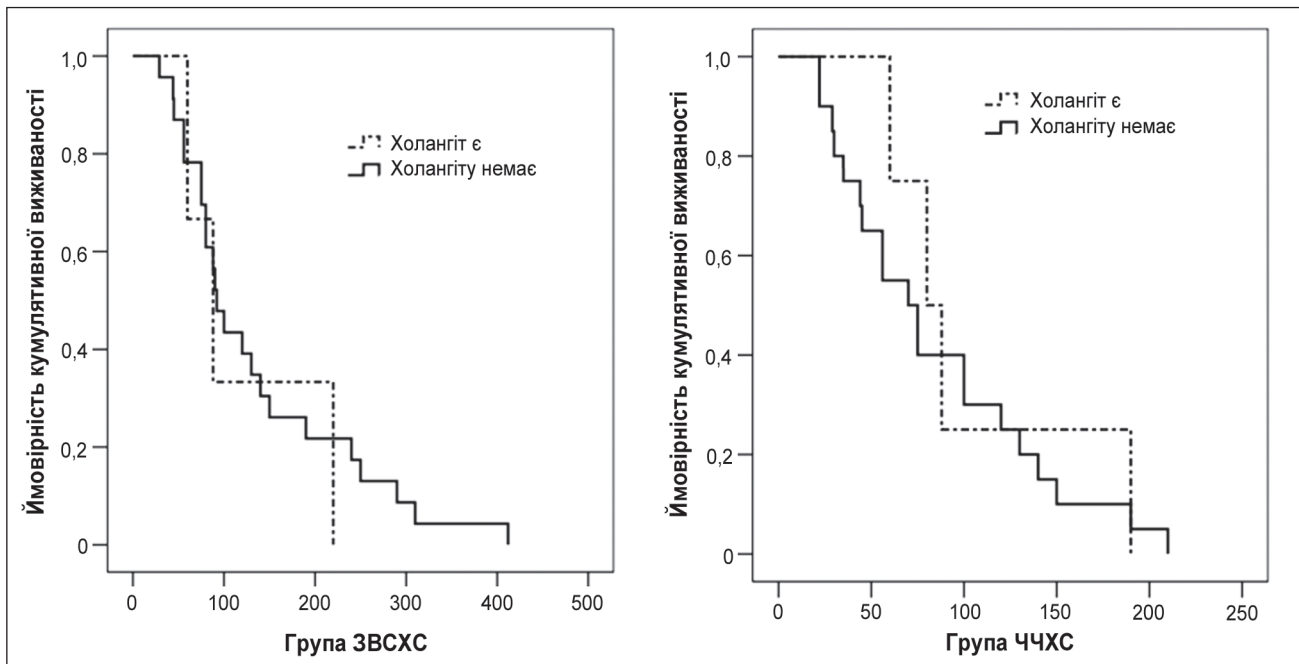 Ймовірність кумулятивної виживаності
1,0
0,8
0,6
0,4
0,2
0
Холангіт є
Холангіту немає
0 100 200 300 400 500
Група ЗВСХС
Ймовірність кумулятивної виживаності
1,0
0,8
0,6
0,4
0,2
0
Холангіт є
Холангіту немає
0 50 100 150 200 250
Група ЧЧХС